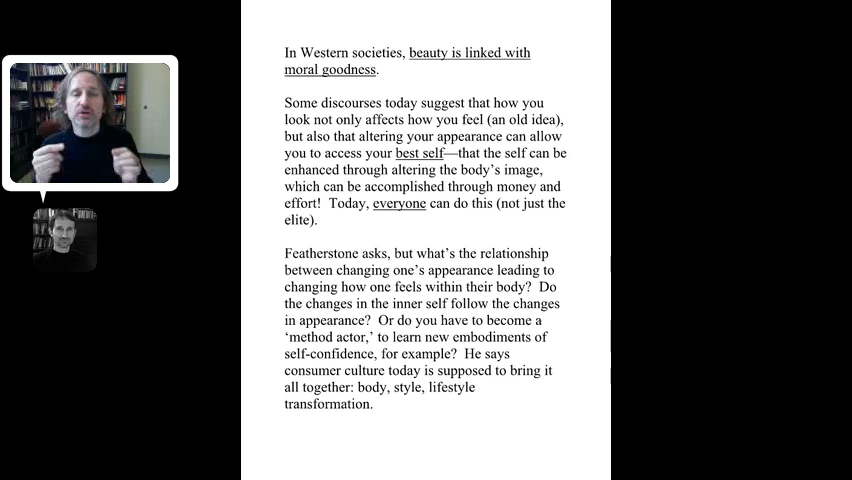 In Western societies, beauty is linked with
moral goodness.
Some discourses today suggest that how you
look not only affects how you feel (an old idea),
but also that altering your appearance can allow
you to access your best self—that the self can be
enhanced through altering the body’s image,
which can be accomplished through money and
effort!  Today, everyone can do this (not just the
elite).
Featherstone asks, but what’s the relationship
between changing one’s appearance leading to
changing how one feels within their body?  Do
the changes in the inner self follow the changes
in appearance?  Or do you have to become a
‘method actor,’ to learn new embodiments of
self-confidence, for example?  He says
consumer culture today is supposed to bring it
all together: body, style, lifestyle
transformation.